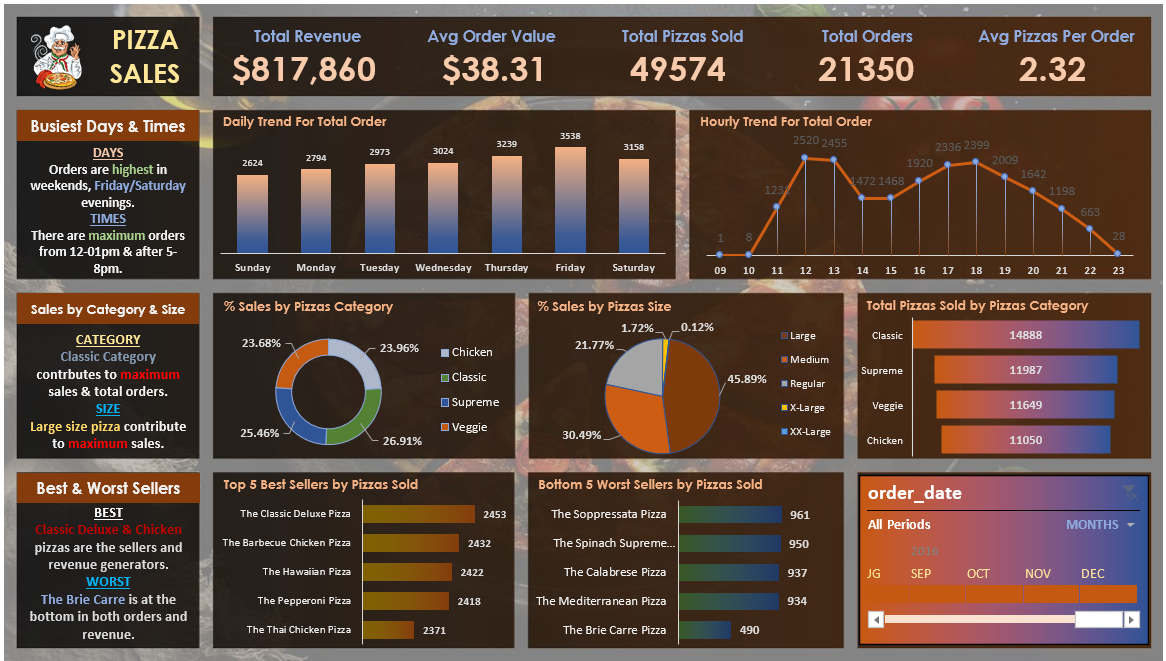 PIZZA
SALES
Total Revenue
$817,860
Avg Order Value
$38.31
Total Pizzas Sold
49574
Total Orders
21350
Avg Pizzas Per Order
2.32
Busiest Days & Times
DAYS
Orders are highest in
weekends, Friday/Saturday
evenings.
TIMES
There are maximum orders
from 12-01pm & after 5-
8pm.
Daily Trend For Total Order
2624 2794 2973 3024 3239 3538 3158
Sunday Monday Tuesday Wednesday Thursday Friday Saturday
Hourly Trend For Total Order
1 8 1231 2520 2455 1472 1468 1920 2336 2399 2009 1642 1198 663 28
09 10 11 12 13 14 15 16 17 18 19 20 21 22 23
Sales by Category & Size
CATEGORY
Classic Category
contributes to maximum
sales & total orders.
SIZE
Large size pizza contribute
to maximum sales.
% Sales by Pizzas Category
23.68%
23.96%
25.46%
26.91%
Chicken
Classic
Supreme
Veggie
% Sales by Pizzas Size
1.72%
0.12%
21.77%
45.89%
30.49%
Large
Medium
Regular
X-Large
XX-Large
Total Pizzas Sold by Pizzas Category
Classic 14888
Supreme 11987
Veggie 11649
Chicken 11050
Best & Worst Sellers
BEST
Classic Deluxe & Chicken
pizzas are the sellers and
revenue generators.
WORST
The Brie Carre is at the
bottom in both orders and
revenue.
Top 5 Best Sellers by Pizzas Sold
The Classic Deluxe Pizza 2453
The Barbecue Chicken Pizza 2432
The Hawaiian Pizza 2422
The Pepperoni Pizza 2418
The Thai Chicken Pizza 2371
Bottom 5 Worst Sellers by Pizzas Sold
The Soppressata Pizza 961
The Spinach Supreme... 950
The Calabrese Pizza 937
The Mediterranean Pizza 934
The Brie Carre Pizza 490
order_date
All Periods MONTHS
2016
JG SEP OCT NOV DEC